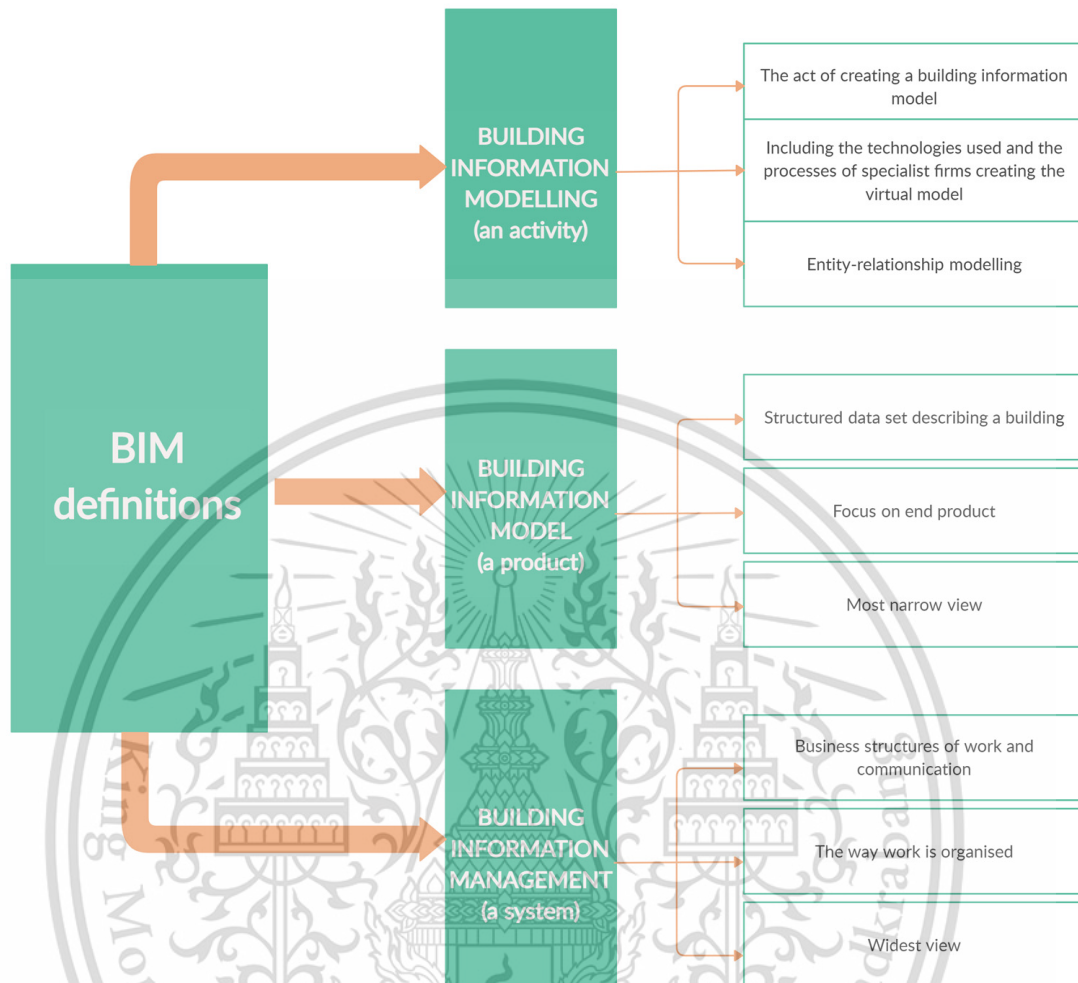 BIM
definitions
BUILDING
INFORMATION
MODELLING
(an activity)
The act of creating a building information
model
Including the technologies used and the
processes of specialist firms creating the
virtual model
Entity-relationship modelling
BUILDING
INFORMATION
MODEL
(a product)
Structured data set describing a building
Focus on end product
Most narrow view
BUILDING
INFORMATION
MANAGEMENT
(a system)
Business structures of work and
communication
The way work is organised
Widest view
King Mo